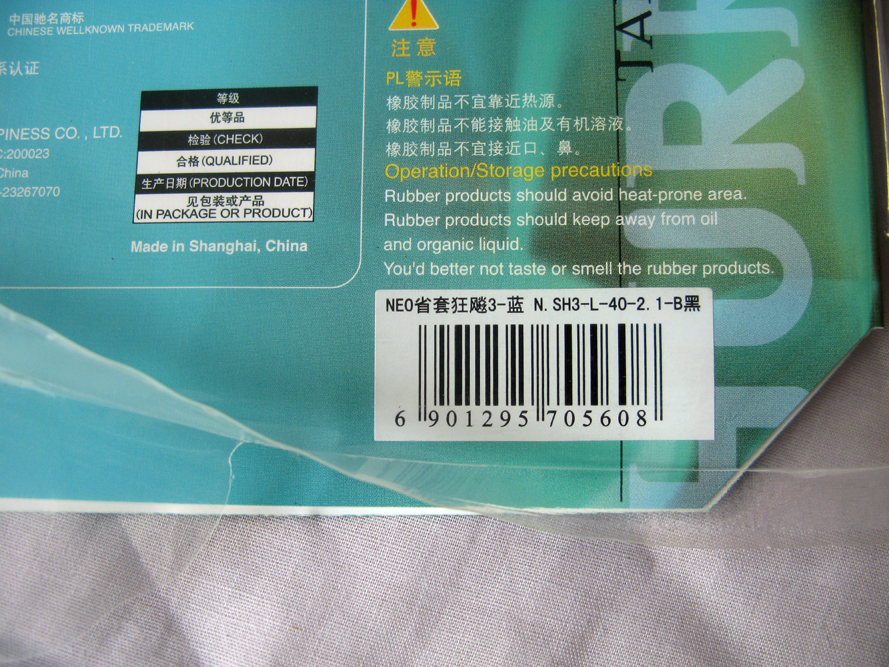 中国驰名商标
CHINESE WELLKNOWN TRADEMARK
系认证
PINESS CO. , LTD.
C:200023
China
-23267070
等级
优等品
检验(CHECK)
合格(QUALIFIED)
生产日期(PRODUCTION DATE)
见包装或产品
(IN PACKAGE OR PRODUCT)
Made in Shanghai, China
注意
PL警示语
橡胶制品不宜靠近热源。
橡胶制品不能接触油及有机溶液。
橡胶制品不宜接近口、鼻。
Operation/Storage precautions
Rubber products should avoid heat-prone area.
Rubber products should keep away from oil
and organic liquid.
You'd better not taste or smell the rubber products.
NEO省套狂飚3-蓝 N.SH3-L-40-2.1-B黑
6 901295 705608
TA
HURR